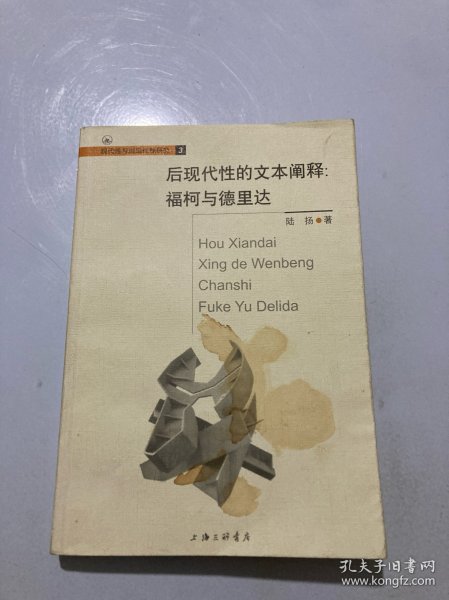 3
后现代性的文本阐释:
福柯与德里达
陆 扬 著
Hou Xiandai
Xing de Wenbeng
Chanshi
Fuke Yu Delida
上海三联书店
孔夫子旧书网
www.kongfz.com